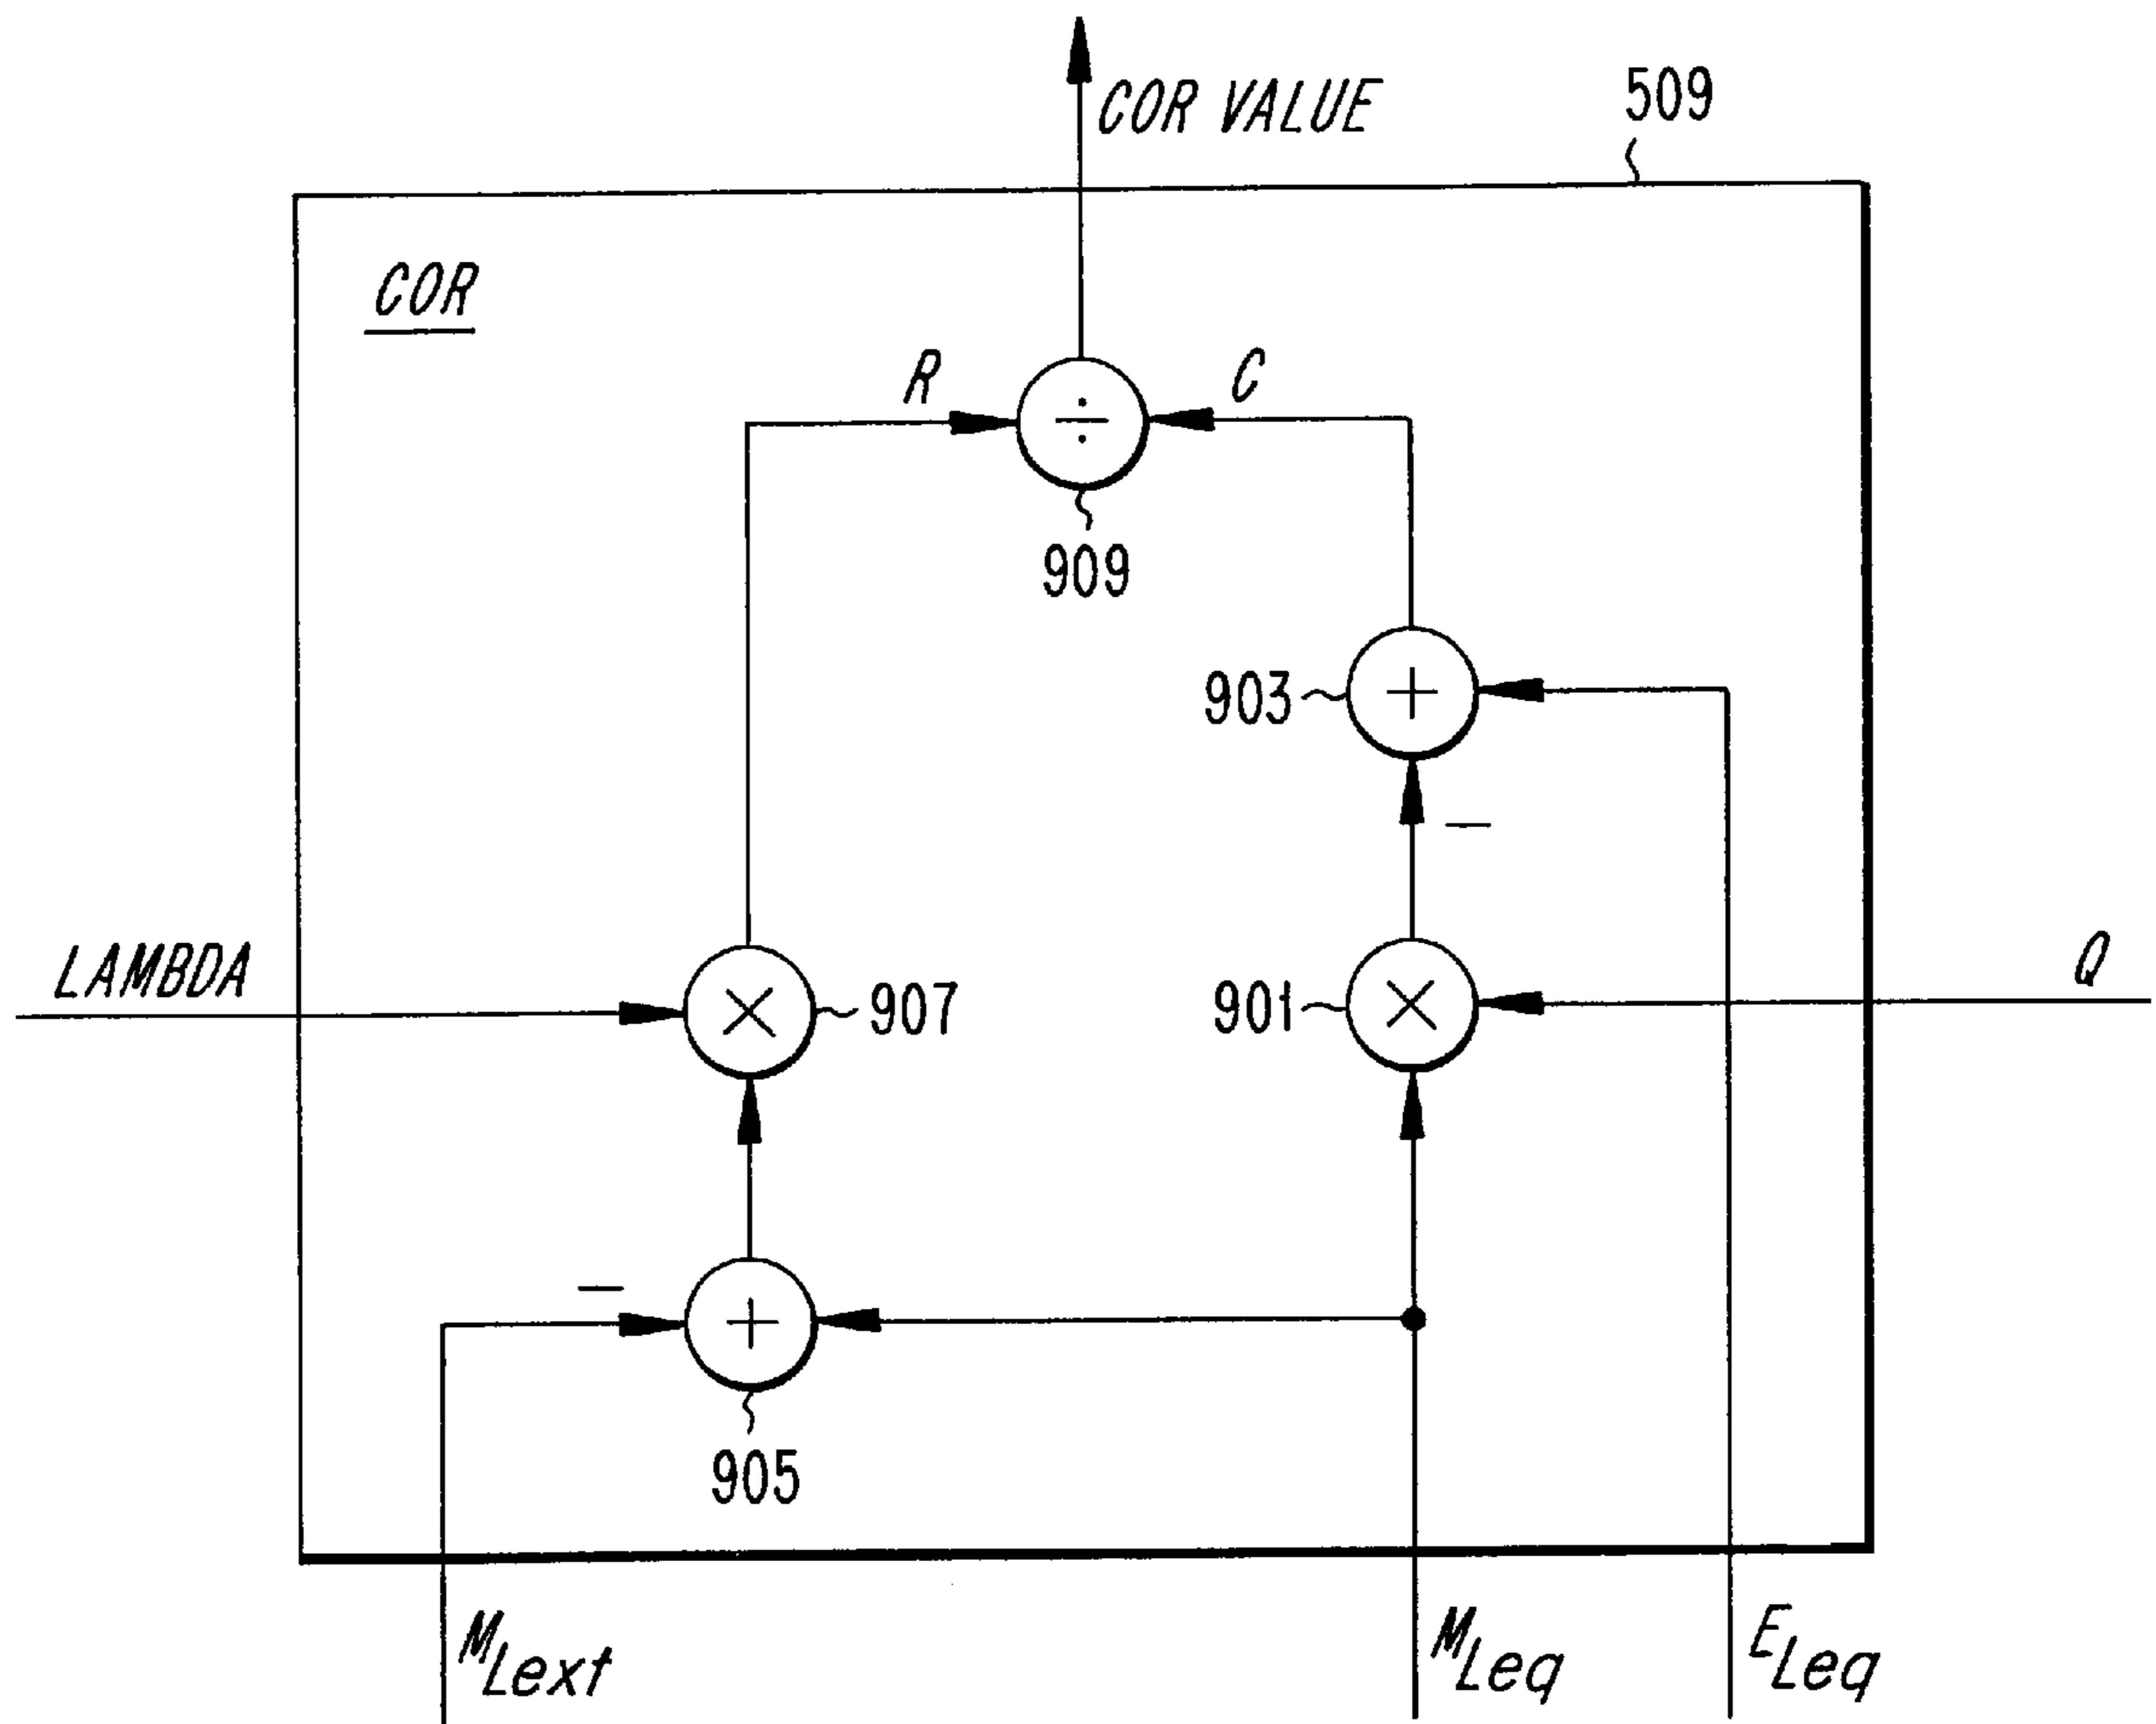 COR VALUE
509
COR
R
C
÷
909
903
+
−
LAMBDA
×
907
901
×
Q
−
+
905
M_Lext
M_Leq
E_Leq